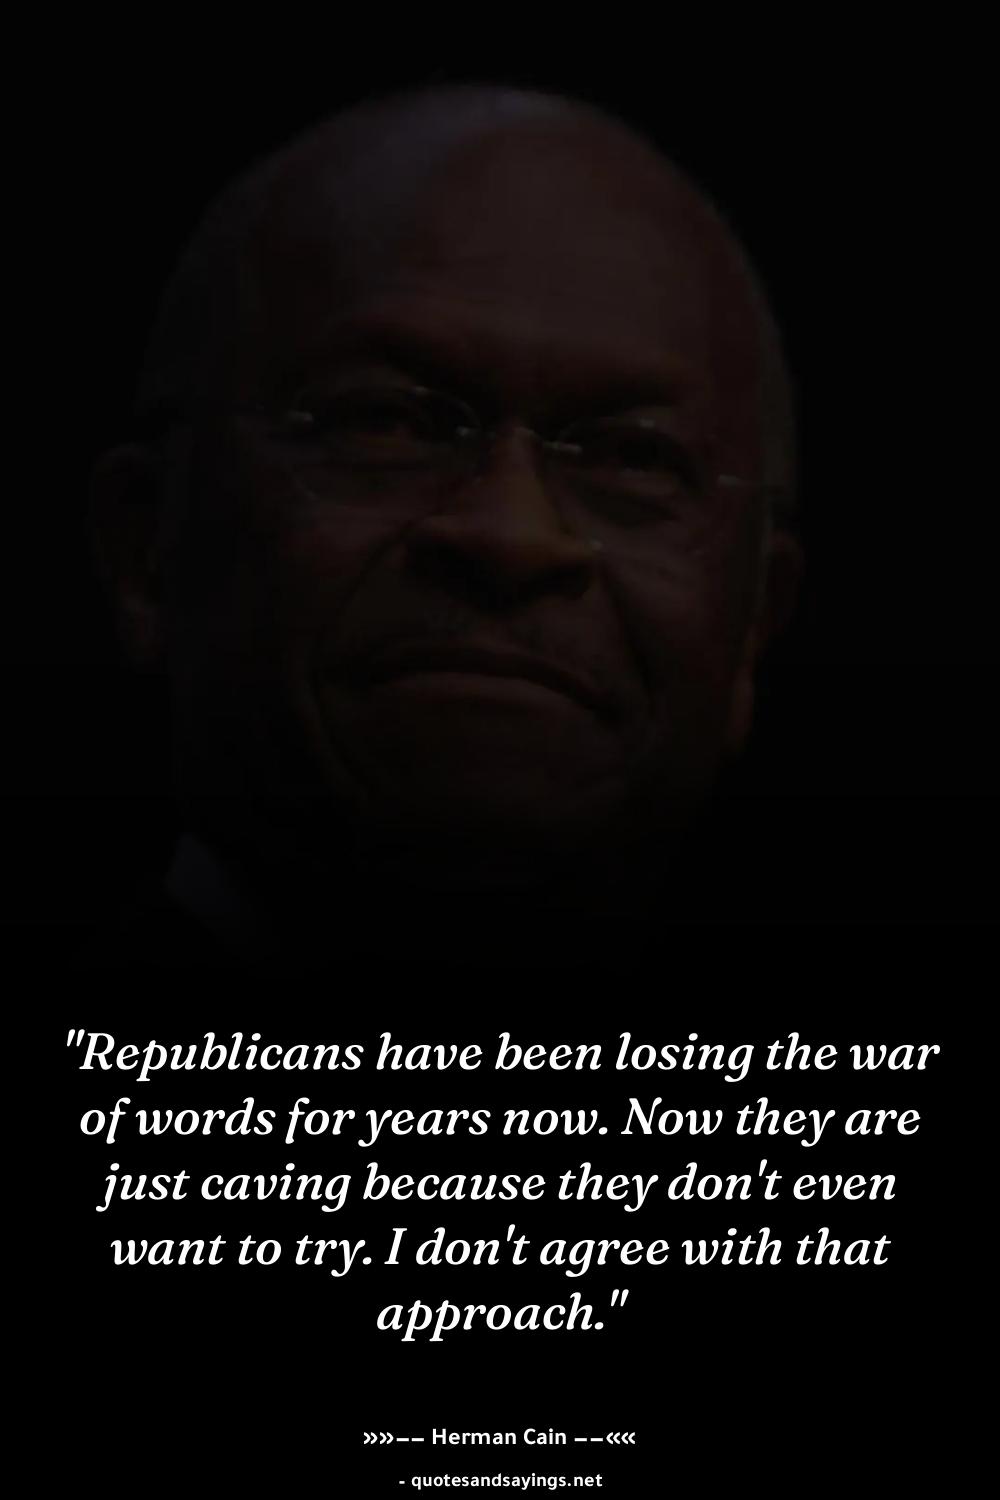 "Republicans have been losing the war
of words for years now. Now they are
just caving because they don't even
want to try. I don't agree with that
approach."
»»−− Herman Cain −−««
- quotesandsayings.net